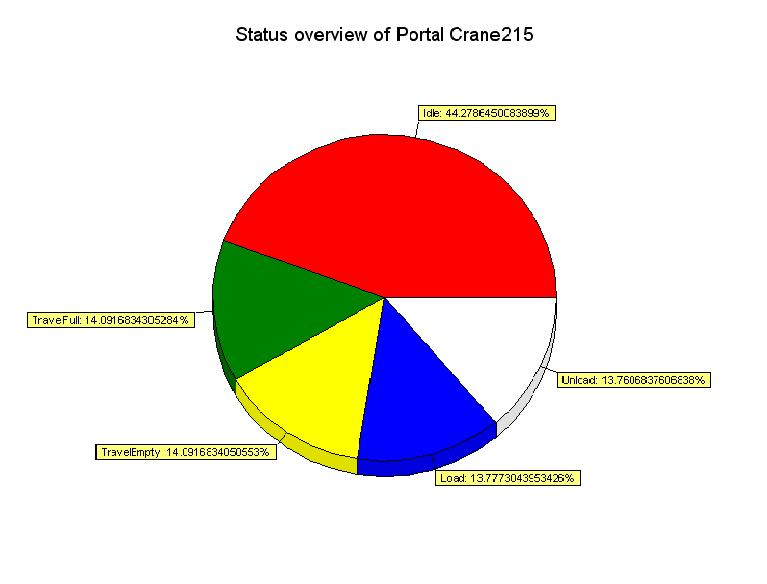 Status overview of Portal Crane215
Idle: 44.2786450083899%
TravelFull: 14.0916834305284%
Unload: 13.7606837606838%
TravelEmpty: 14.0916834050553%
Load: 13.7773043953426%